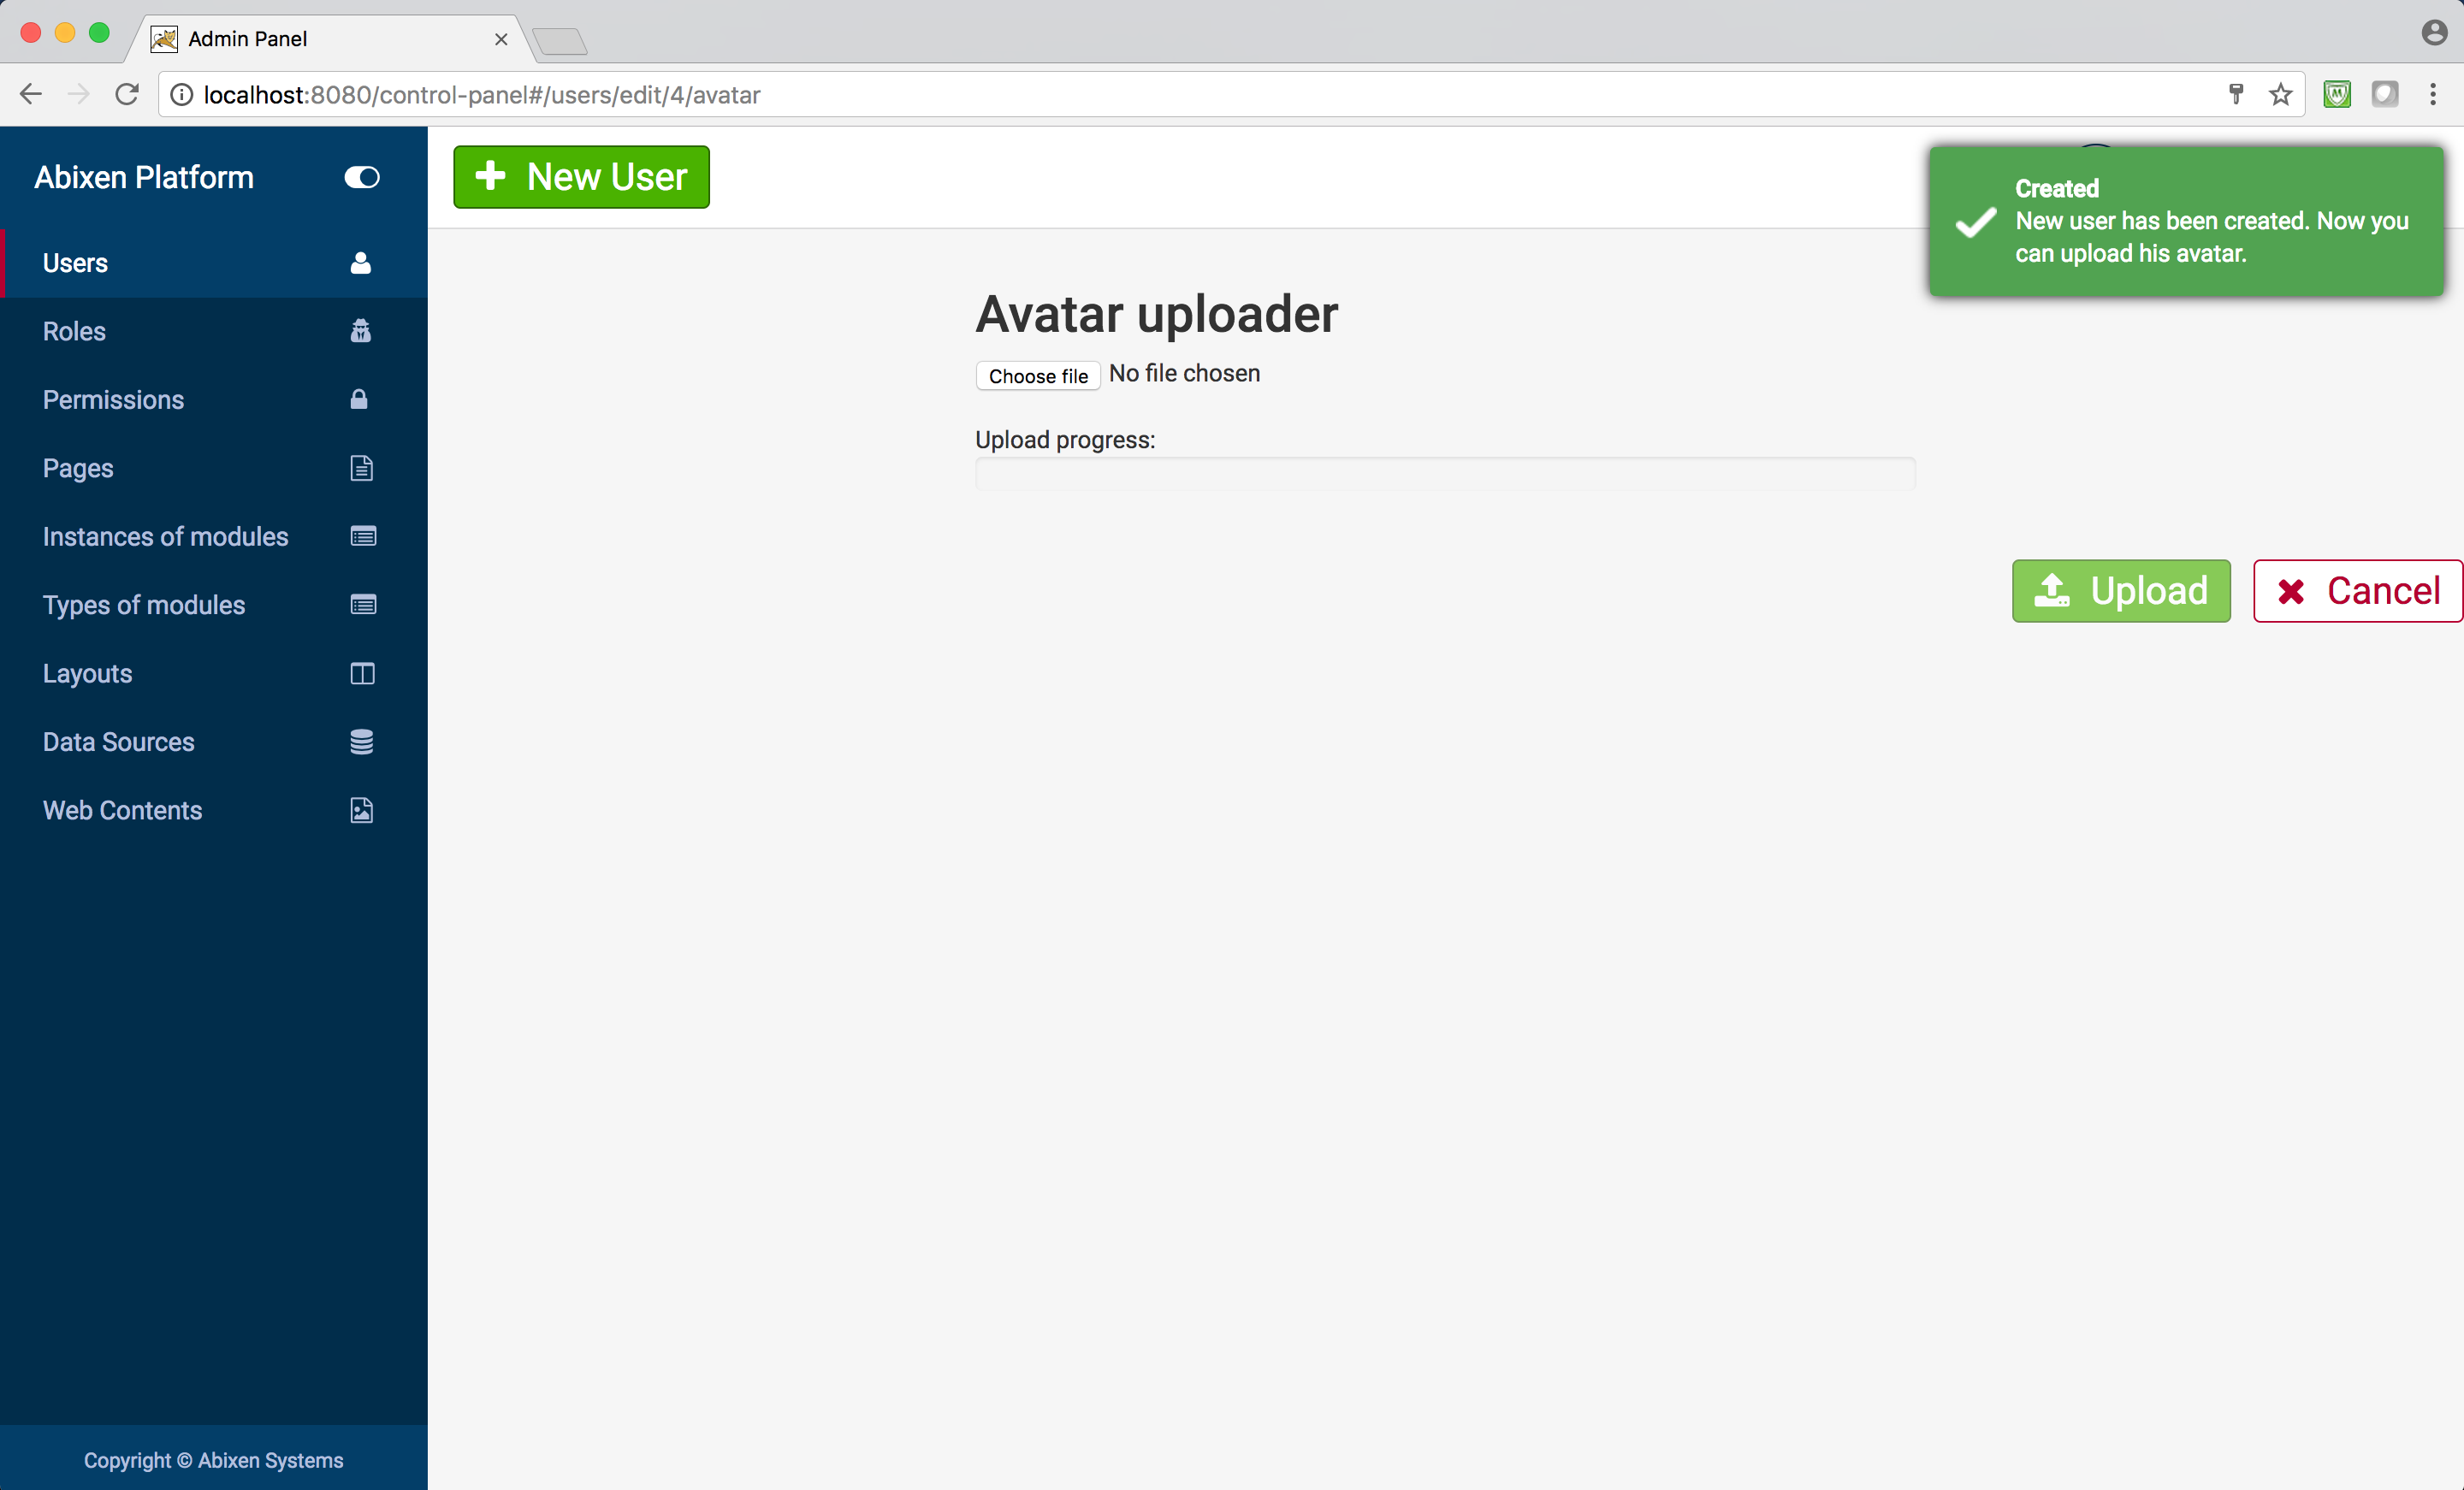 Admin Panel
localhost:8080/control-panel#/users/edit/4/avatar
Abixen Platform
New User
Created
New user has been created. Now you
can upload his avatar.
Users
Roles
Permissions
Pages
Instances of modules
Types of modules
Layouts
Data Sources
Web Contents
Avatar uploader
Choose file No file chosen
Upload progress:
Upload
Cancel
Copyright © Abixen Systems